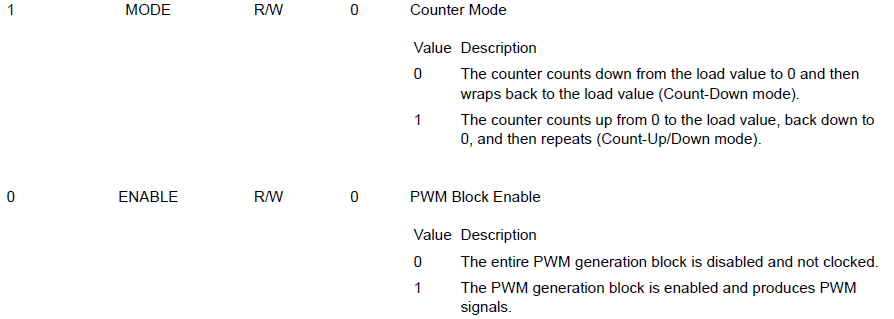 1 MODE R/W 0 Counter Mode
Value Description
0 The counter counts down from the load value to 0 and then
wraps back to the load value (Count-Down mode).
1 The counter counts up from 0 to the load value, back down to
0, and then repeats (Count-Up/Down mode).
0 ENABLE R/W 0 PWM Block Enable
Value Description
0 The entire PWM generation block is disabled and not clocked.
1 The PWM generation block is enabled and produces PWM
signals.